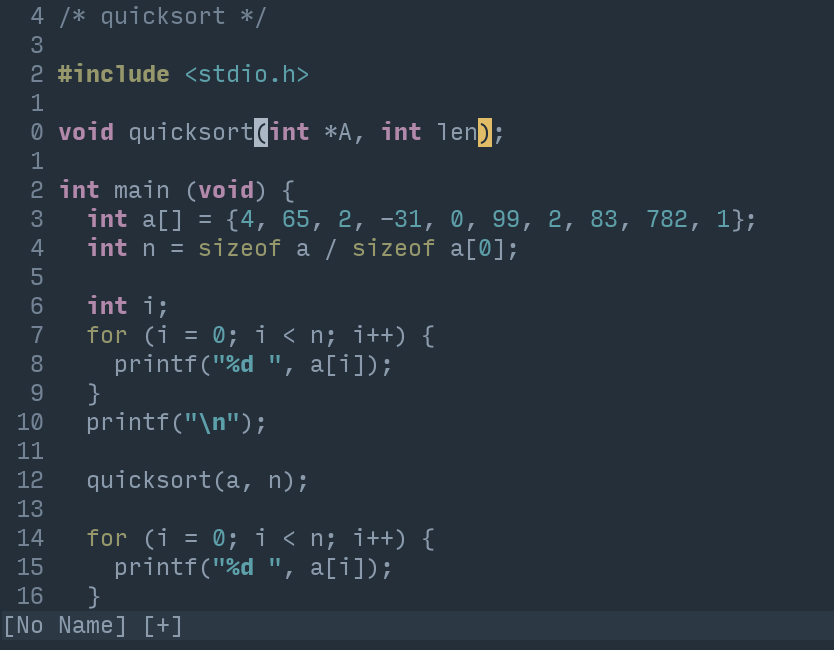 4 /* quicksort */
3
2 #include <stdio.h>
1
0 void quicksort(int *A, int len);
1
2 int main (void) {
3   int a[] = {4, 65, 2, -31, 0, 99, 2, 83, 782, 1};
4   int n = sizeof a / sizeof a[0];
5
6   int i;
7   for (i = 0; i < n; i++) {
8     printf("%d ", a[i]);
9   }
10   printf("\n");
11
12   quicksort(a, n);
13
14   for (i = 0; i < n; i++) {
15     printf("%d ", a[i]);
16   }
[No Name] [+]